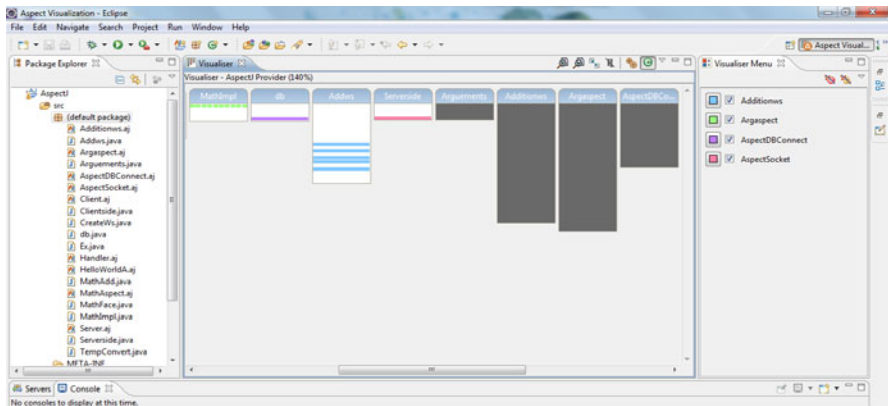 Aspect Visualization - Eclipse
File Edit Navigate Search Project Run Window Help
Aspect Visual...
Package Explorer
Visualiser
Visualiser Menu
Visualiser - AspectJ Provider (140%)
AspectJ
src
(default package)
Additionws.aj
Addws.java
Argaspect.aj
Arguements.java
AspectDBConnect.aj
AspectSocket.aj
Client.aj
Clientside.java
CreateWs.java
db.java
Ex.java
Handler.aj
HelloWorldA.aj
MathAdd.java
MathAspect.aj
MathFace.java
MathImpl.java
Server.aj
Serverside.java
TempConvert.java
META-INF
MathImpl db Addws Serverside Arguements Additionws Argaspect AspectDBCo...
Additionws
Argaspect
AspectDBConnect
AspectSocket
Servers Console
No consoles to display at this time.